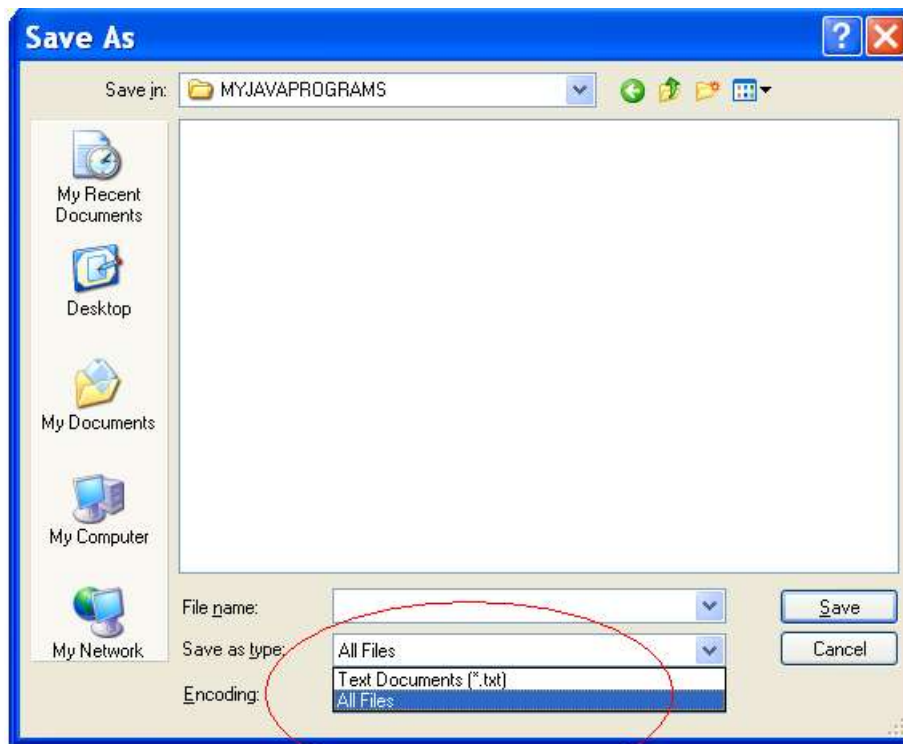 Save As
Save in:
MYJAVAPROGRAMS
My Recent
Documents
Desktop
My Documents
My Computer
My Network
File name:
Save
Save as type:
All Files
Cancel
Encoding:
Text Documents (*.txt)
All Files